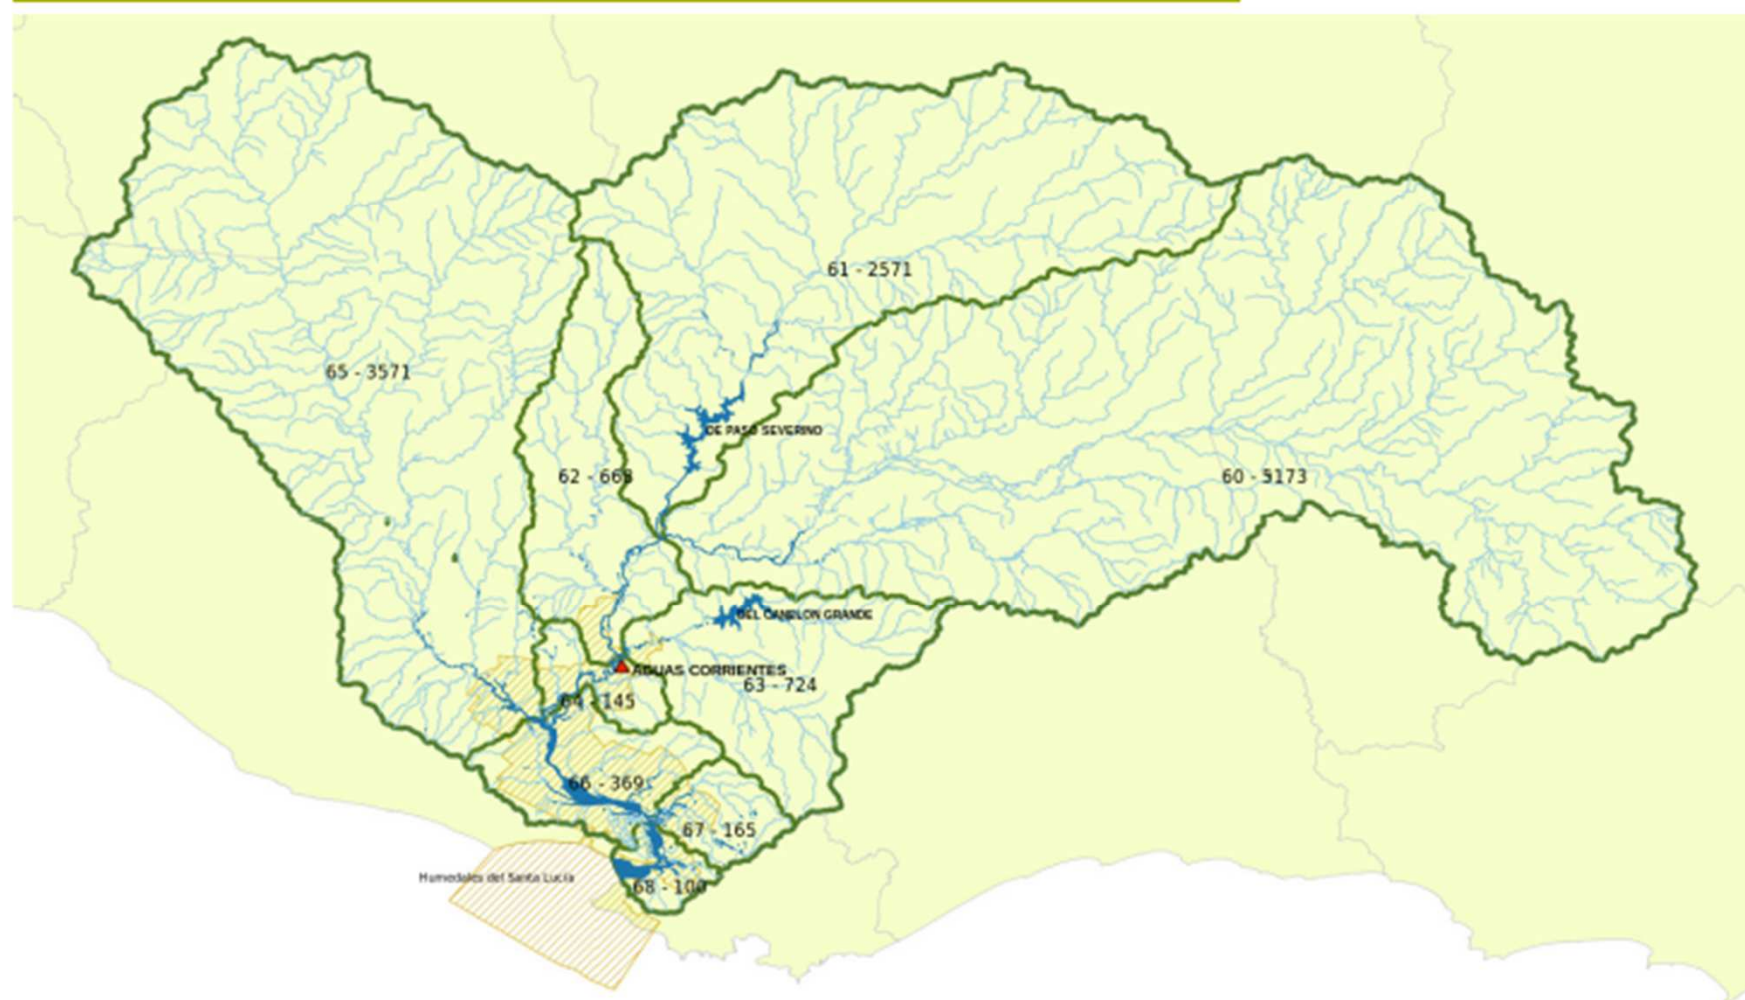 61 - 2571
65 - 3571
DE PASO SEVERINO
62 - 668
60 - 5173
DEL CANELON GRANDE
AGUAS CORRIENTES
63 - 724
64 - 145
66 - 369
67 - 165
Humedales del Santa Lucía
68 - 100